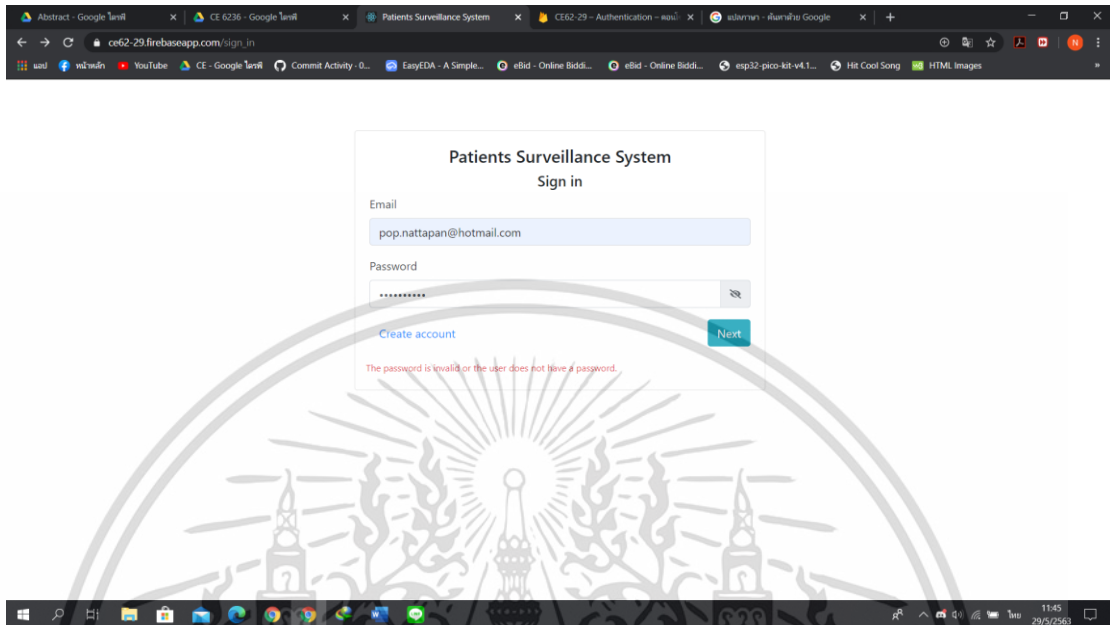 Abstract - Google ไดรฟ์
CE 6236 - Google ไดรฟ์
Patients Surveillance System
CE62-29 – Authentication – คอนโ
แปลภาษา - ค้นหาด้วย Google
ce62-29.firebaseapp.com/sign_in
N
แอป
หน้าหลัก
YouTube
CE - Google ไดรฟ์
Commit Activity · 0...
EasyEDA - A Simple...
eBid - Online Biddi...
eBid - Online Biddi...
esp32-pico-kit-v4.1...
Hit Cool Song
HTML Images
Patients Surveillance System
Sign in
Email
pop.nattapan@hotmail.com
Password
Create account
Next
The password is invalid or the user does not have a password.
ไทย
11:45
29/5/2563